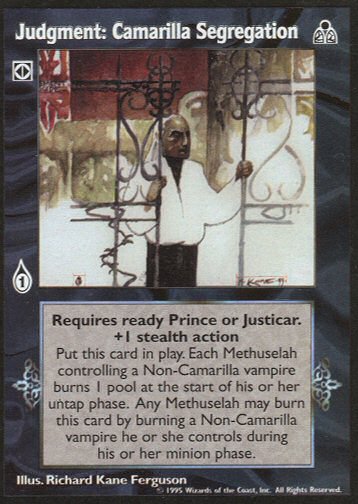 Judgment: Camarilla Segregation
1
Requires ready Prince or Justicar.
+1 stealth action
Put this card in play. Each Methuselah
controlling a Non-Camarilla vampire
burns 1 pool at the start of his or her
untap phase. Any Methuselah may burn
this card by burning a Non-Camarilla
vampire he or she controls during
his or her minion phase.
Illus. Richard Kane Ferguson
© 1995 Wizards of the Coast, Inc. All Rights Reserved.